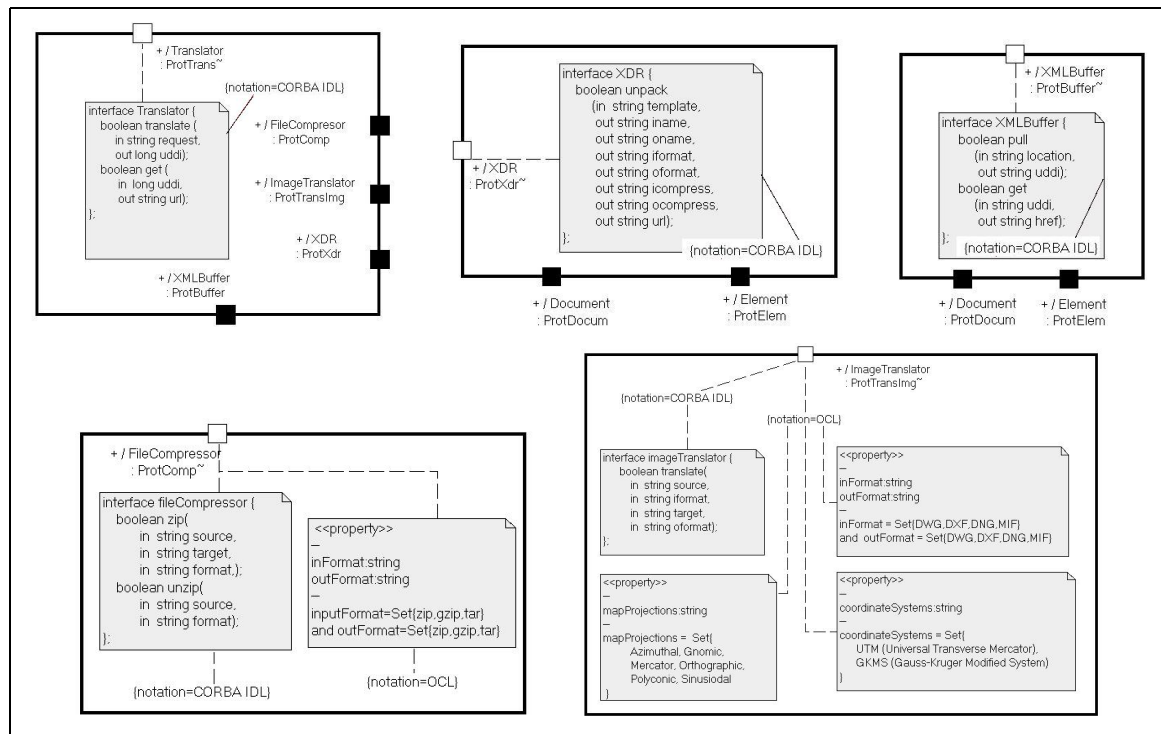 + / Translator
: ProtTrans~
{notation=CORBA IDL}
interface Translator {
boolean translate (
in string request,
out long uddi);
boolean get (
in long uddi,
out string url);
};
+ / FileCompresor
: ProtComp
+ / ImageTranslator
: ProtTransImg
+ / XDR
: ProtXdr
+ / XMLBuffer
: ProtBuffer
interface XDR {
boolean unpack
(in string template,
out string iname,
out string oname,
out string iformat,
out string oformat,
out string icompress,
out string ocompress,
out string url);
};
+ / XDR
: ProtXdr~
{notation=CORBA IDL}
+ / Document
: ProtDocum
+ / Element
: ProtElem
+ / XMLBuffer
: ProtBuffer~
interface XMLBuffer {
boolean pull
(in string location,
out string uddi);
boolean get
(in string uddi,
out string href);
};
{notation=CORBA IDL}
+ / Document
: ProtDocum
+ / Element
: ProtElem
+ / FileCompressor
: ProtComp~
interface fileCompressor {
boolean zip(
in string source,
in string target,
in string format,);
boolean unzip(
in string source,
in string format);
};
{notation=CORBA IDL}
<<property>>
—
inFormat:string
outFormat:string
—
inputFormat=Set{zip,gzip,tar}
and outFormat=Set{zip,gzip,tar}
{notation=OCL}
+ / ImageTranslator
: ProtTransImg~
{notation=CORBA IDL}
{notation=OCL}
interface imageTranslator {
boolean translate(
in string source,
in string iformat,
in string target,
in string oformat);
};
<<property>>
—
inFormat:string
outFormat:string
—
inFormat = Set(DWG,DXF,DNG,MIF)
and outFormat = Set(DWG,DXF,DNG,MIF)
<<property>>
—
mapProjections:string
—
mapProjections = Set(
Azimuthal, Gnomic,
Mercator, Orthographic,
Polyconic, Sinusiodal
}
<<property>>
—
coordinateSystems:string
—
coordinateSystems = Set(
UTM (Universal Transverse Mercator),
GKMS (Gauss-Kruger Modified System)
}